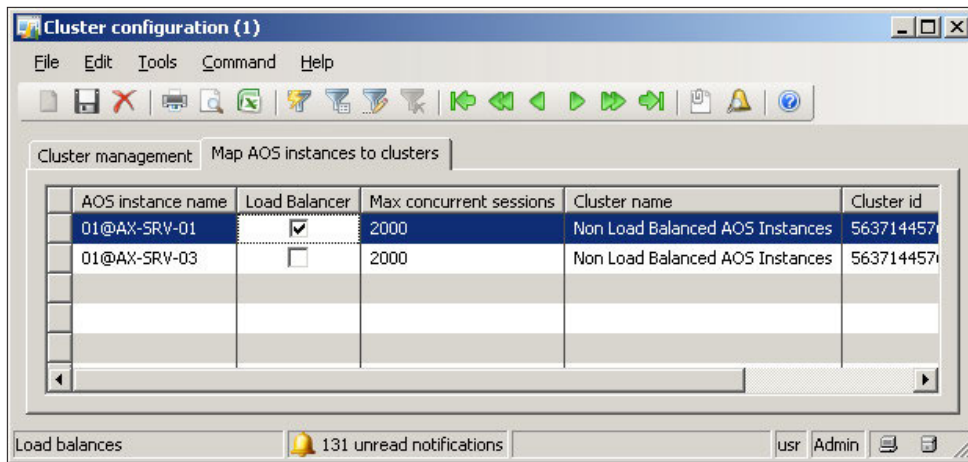 Cluster configuration (1)
File Edit Tools Command Help
Cluster management Map AOS instances to clusters
AOS instance name Load Balancer Max concurrent sessions Cluster name Cluster id
01@AX-SRV-01 2000 Non Load Balanced AOS Instances
01@AX-SRV-03 2000 Non Load Balanced AOS Instances
Load balances 131 unread notifications usr Admin